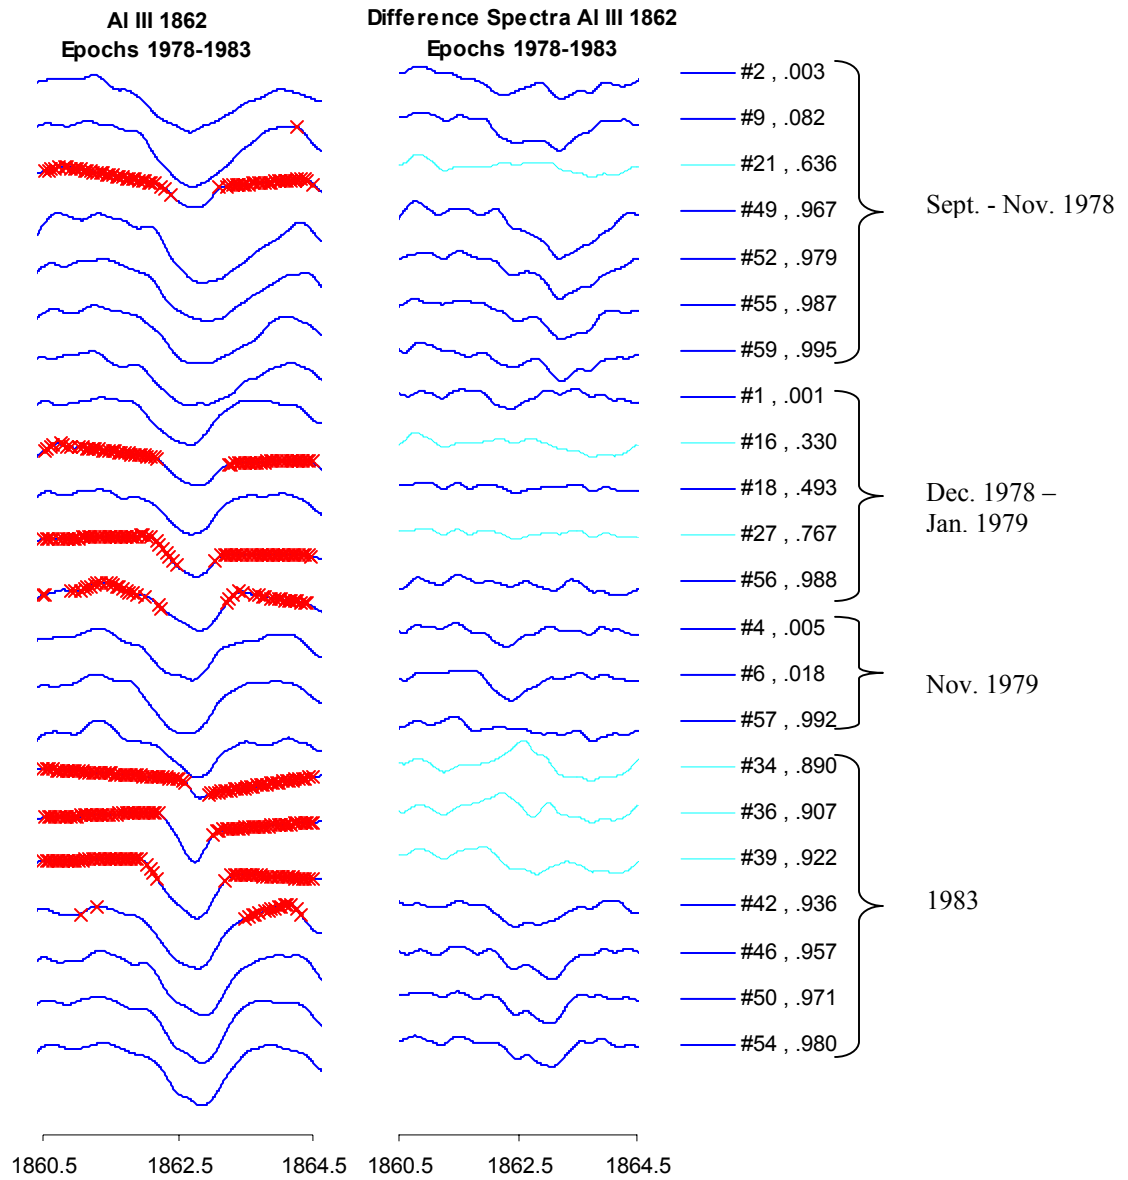 Al III 1862
Epochs 1978-1983
Difference Spectra Al III 1862
Epochs 1978-1983
#2 , .003
#9 , .082
#21 , .636
#49 , .967
#52 , .979
#55 , .987
#59 , .995
Sept. - Nov. 1978
#1 , .001
#16 , .330
#18 , .493
#27 , .767
#56 , .988
Dec. 1978 –
Jan. 1979
#4 , .005
#6 , .018
#57 , .992
Nov. 1979
#34 , .890
#36 , .907
#39 , .922
#42 , .936
#46 , .957
#50 , .971
#54 , .980
1983
1860.5 1862.5 1864.5 1860.5 1862.5 1864.5